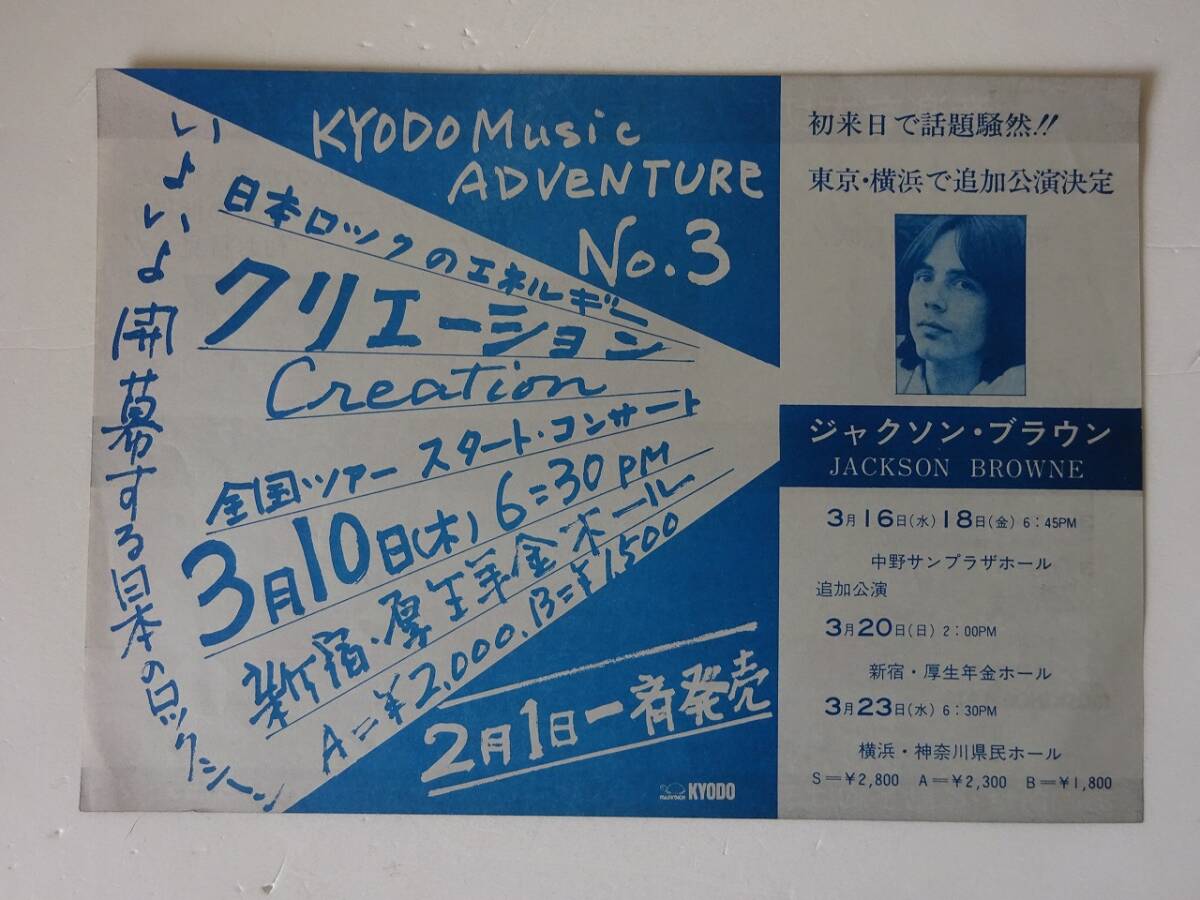 いよいよ開幕する日本のロックシーン
KYODO Music
ADVENTURE
No.3
日本ロックのエネルギー
クリエーション
Creation
全国ツアー スタート・コンサート
3月10日(木) 6:30 PM
新宿・厚生年金ホール
A=¥2,000. B=¥1,500
2月1日一斉発売
KYODO
初来日で話題騒然!!
東京・横浜で追加公演決定
ジャクソン・ブラウン
JACKSON BROWNE
3月16日(水)18日(金) 6:45PM
中野サンプラザホール
追加公演
3月20日(日) 2:00PM
新宿・厚生年金ホール
3月23日(水) 6:30PM
横浜・神奈川県民ホール
S=¥2,800 A=¥2,300 B=¥1,800